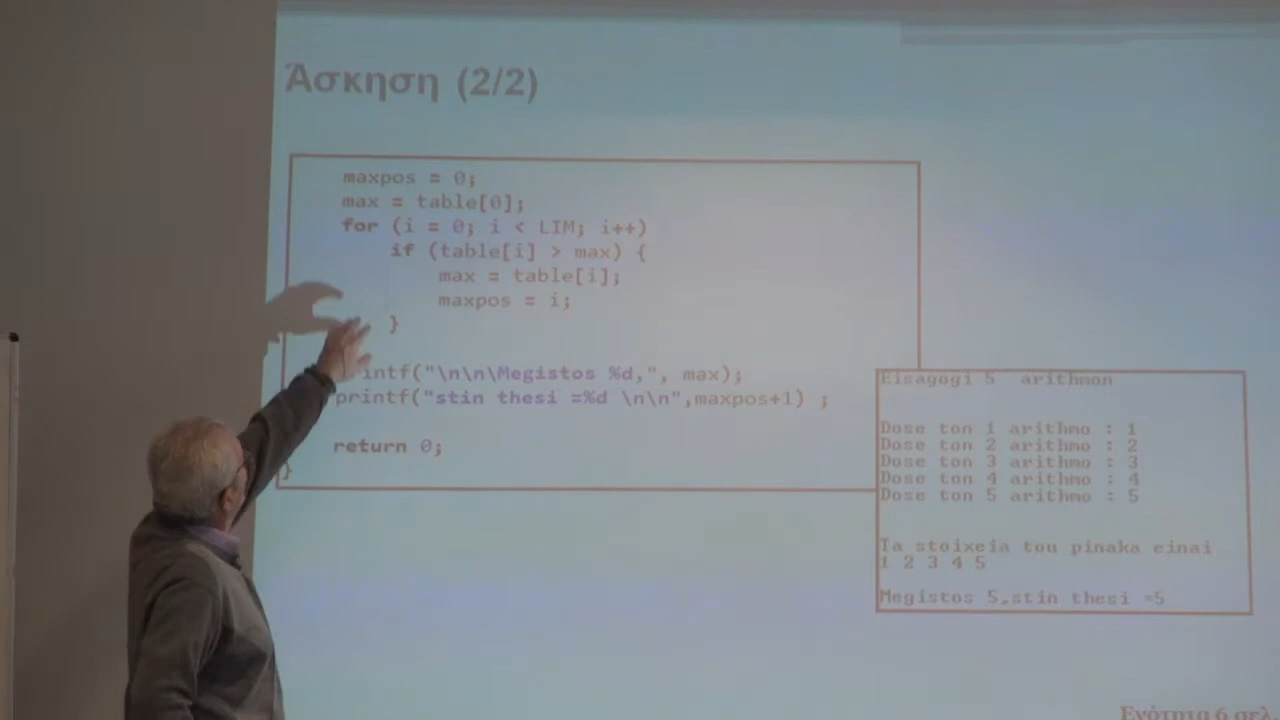 Άσκηση (2/2)
maxpos = 0;
max = table[0];
for (i = 0; i < LIM; i++)
if (table[i] > max) {
max = table[i];
maxpos = i;
}
intf("\n\n\Megistos %d,", max);
printf("stin thesi =%d \n\n",maxpos+1) ;
return 0;
}
Eisagogi 5 arithmon
Dose ton 1 arithmo : 1
Dose ton 2 arithmo : 2
Dose ton 3 arithmo : 3
Dose ton 4 arithmo : 4
Dose ton 5 arithmo : 5
Ta stoixeia tou pinaka einai
1 2 3 4 5
Megistos 5,stin thesi =5
Ενότητα 6 σελ